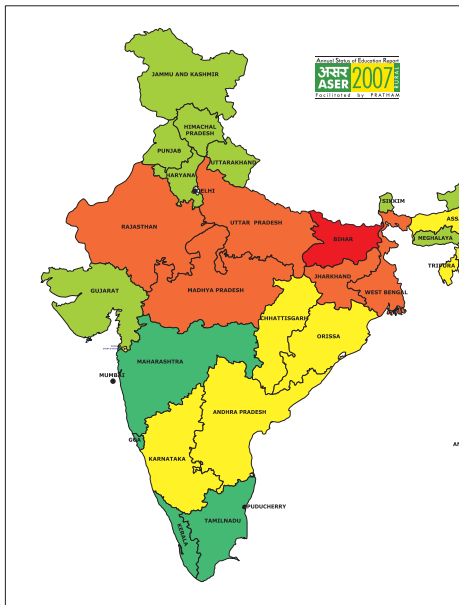 Annual Status of Education Report
असर
ASER
2007
RURAL
Facilitated by PRATHAM
JAMMU AND KASHMIR
HIMACHAL
PRADESH
PUNJAB
UTTARAKHAND
HARYANA
DELHI
SIKKIM
ASS
RAJASTHAN
UTTAR PRADESH
BIHAR
MEGHALAYA
TRIPURA
JHARKHAND
GUJARAT
MADHYA PRADESH
WEST BENGAL
CHHATTISGARH
ORISSA
MAHARASHTRA
MUMBAI
ANDHRA PRADESH
GOA
AN
KARNATAKA
PUDUCHERRY
TAMILNADU
KERALA